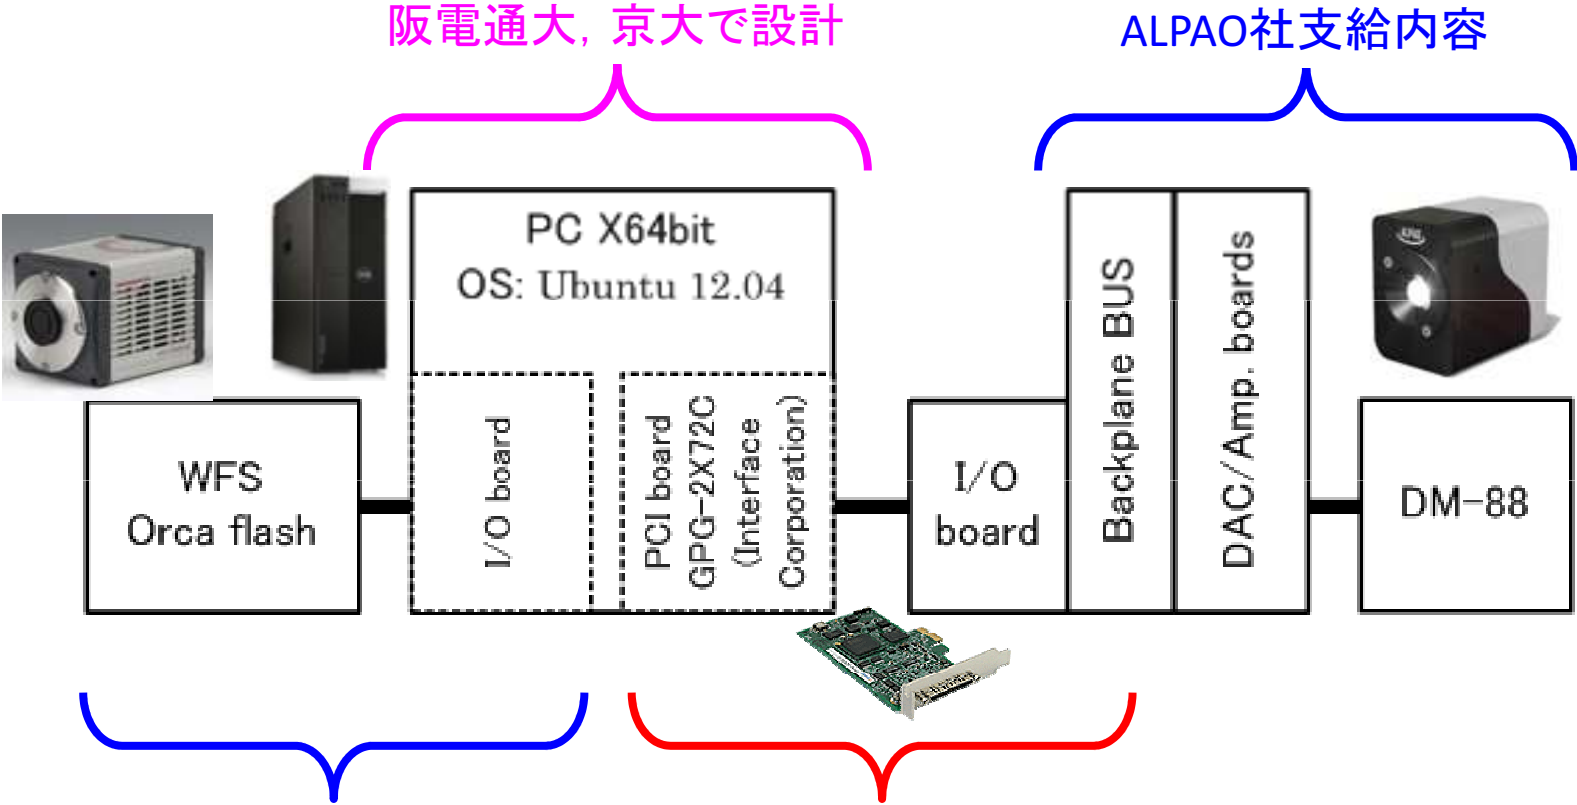 阪電通大, 京大で設計
ALPAO社支給内容
PC X64bit
OS: Ubuntu 12.04
WFS
Orca flash
I/O board
PCI board
GPG-2X72C
(Interface
Corporation)
I/O
board
Backplane BUS
DAC/Amp. boards
DM-88